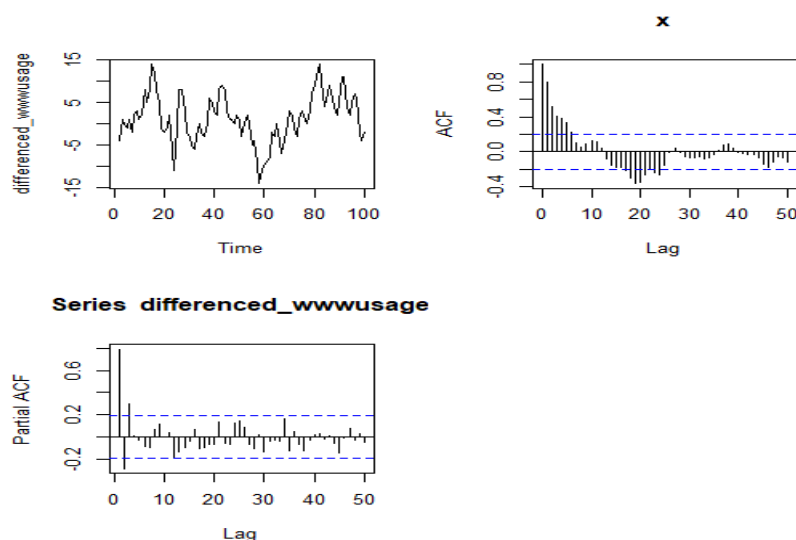 differenced_wwwusage
15
5
-5
-15
0 20 40 60 80 100
Time
x
ACF
0.8
0.4
0.0
-0.4
0 10 20 30 40 50
Lag
Series differenced_wwwusage
Partial ACF
0.6
0.2
-0.2
0 10 20 30 40 50
Lag